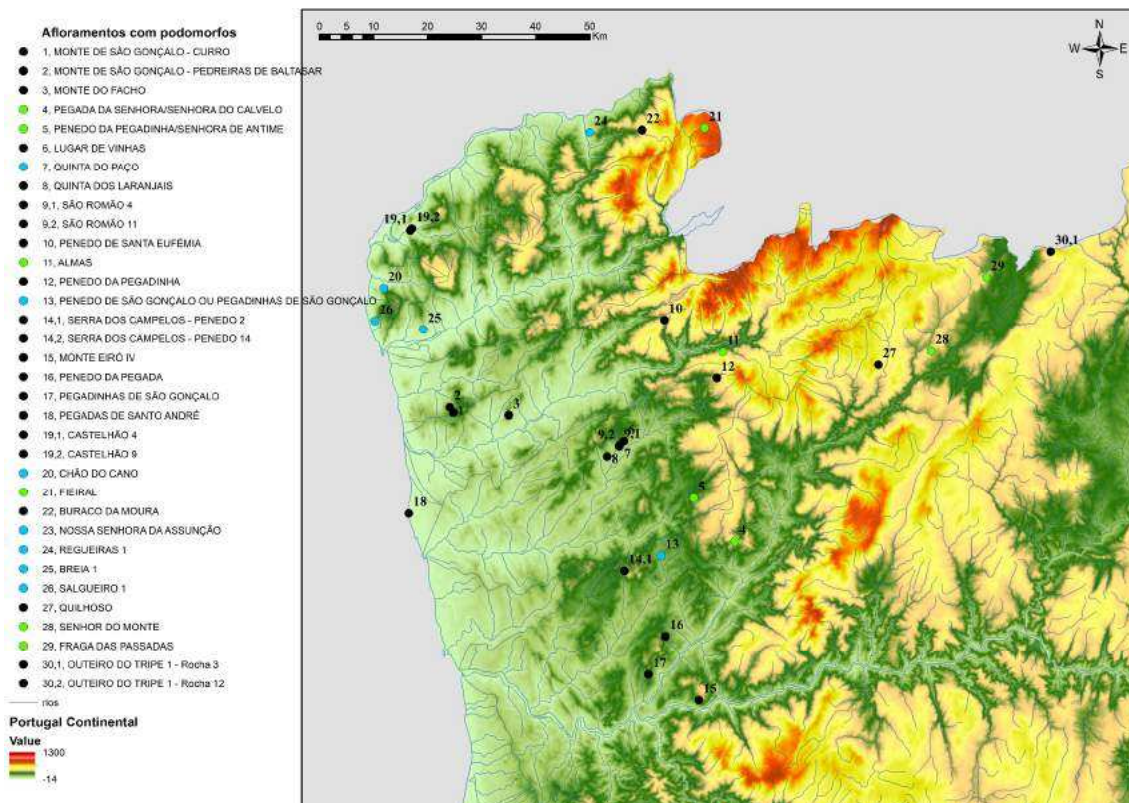 Afloramentos com podomorfos
1, MONTE DE SÃO GONÇALO - CURRO
2, MONTE DE SÃO GONÇALO - PEDREIRAS DE BALTASAR
3, MONTE DO FACHO
4, PEGADA DA SENHORA/SENHORA DO CALVELO
5, PENEDO DA PEGADINHA/SENHORA DE ANTIME
6, LUGAR DE VINHAS
7, QUINTA DO PAÇO
8, QUINTA DOS LARANJAIS
9,1, SÃO ROMÃO 4
9,2, SÃO ROMÃO 11
10, PENEDO DE SANTA EUFÉMIA
11, ALMAS
12, PENEDO DA PEGADINHA
13, PENEDO DE SÃO GONÇALO OU PEGADINHAS DE SÃO GONÇALO
14,1, SERRA DOS CAMPELOS - PENEDO 2
14,2, SERRA DOS CAMPELOS - PENEDO 14
15, MONTE EIRÓ IV
16, PENEDO DA PEGADA
17, PEGADINHAS DE SÃO GONÇALO
18, PEGADAS DE SANTO ANDRÉ
19,1, CASTELHÃO 4
19,2, CASTELHÃO 9
20, CHÃO DO CANO
21, FIEIRAL
22, BURACO DA MOURA
23, NOSSA SENHORA DA ASSUNÇÃO
24, REGUEIRAS 1
25, BREIA 1
26, SALGUEIRO 1
27, QUILHOSO
28, SENHOR DO MONTE
29, FRAGA DAS PASSADAS
30,1, OUTEIRO DO TRIPE 1 - Rocha 3
30,2, OUTEIRO DO TRIPE 1 - Rocha 12
rios
Portugal Continental
Value
1300
-14
0 5 10 20 30 40 50
Km
N
W E
S
24
22
21
19,1 19,2
30,1
29
20
26
25
10
11
28
27
12
2
3
9,2 9,1
7
8
5
18
4
13
14,1
16
17
15